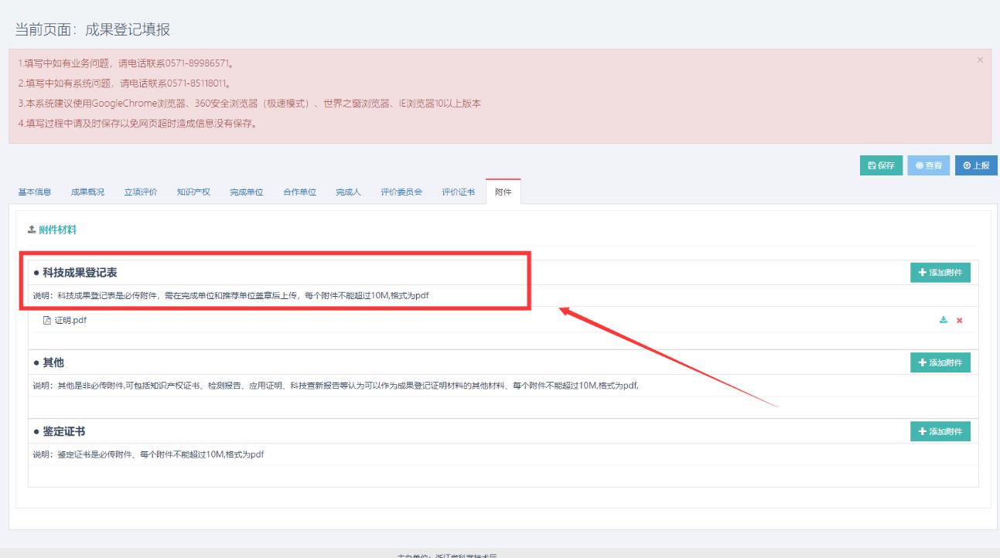 当前页面：成果登记填报
1.填写中如有业务问题，请电话联系0571-89986571。
×
2.填写中如有系统问题，请电话联系0571-85118011。
3.本系统建议使用GoogleChrome浏览器、360安全浏览器（极速模式）、世界之窗浏览器、IE浏览器10以上版本
4.填写过程中请及时保存以免网页超时造成信息没有保存。
保存 查看 上报
基本信息 成果概况 立项评价 知识产权 完成单位 合作单位 完成人 评价委员会 评价证书 附件
附件材料
● 科技成果登记表 添加附件
说明：科技成果登记表是必传附件，需在完成单位和推荐单位盖章后上传，每个附件不能超过10M,格式为pdf
证明.pdf
● 其他 添加附件
说明：其他是非必传附件,可包括知识产权证书、检测报告、应用证明、科技查新报告等认为可以作为成果登记证明材料的其他材料、每个附件不能超过10M,格式为pdf,
● 鉴定证书 添加附件
说明：鉴定证书是必传附件、每个附件不能超过10M,格式为pdf
主办单位：浙江省科学技术厅